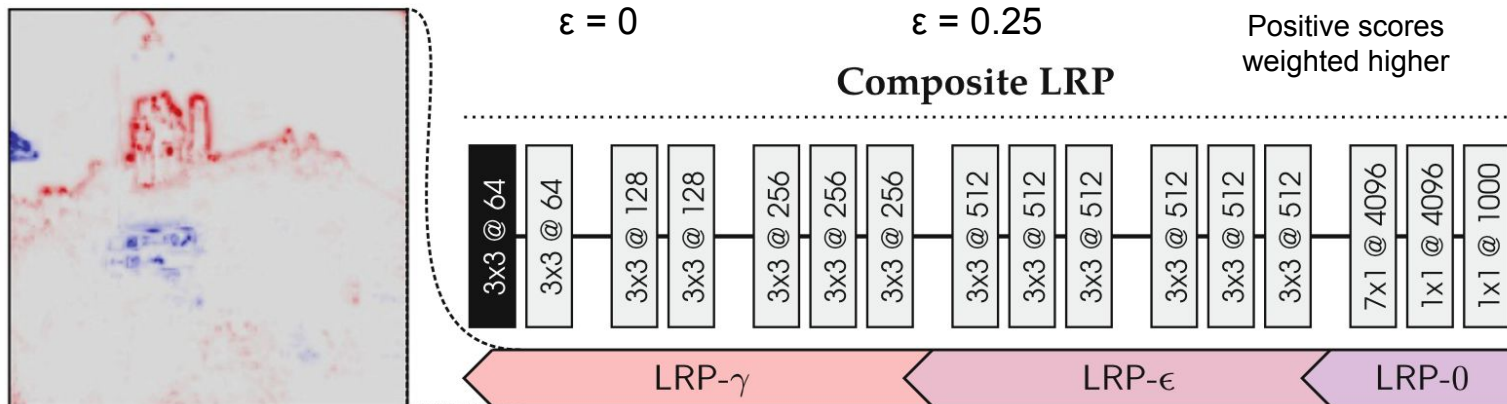 ε = 0
ε = 0.25
Positive scores
weighted higher
Composite LRP
3x3 @ 64
3x3 @ 64
3x3 @ 128
3x3 @ 128
3x3 @ 256
3x3 @ 256
3x3 @ 256
3x3 @ 512
3x3 @ 512
3x3 @ 512
3x3 @ 512
3x3 @ 512
3x3 @ 512
7x1 @ 4096
1x1 @ 4096
1x1 @ 1000
LRP-γ
LRP-ϵ
LRP-0